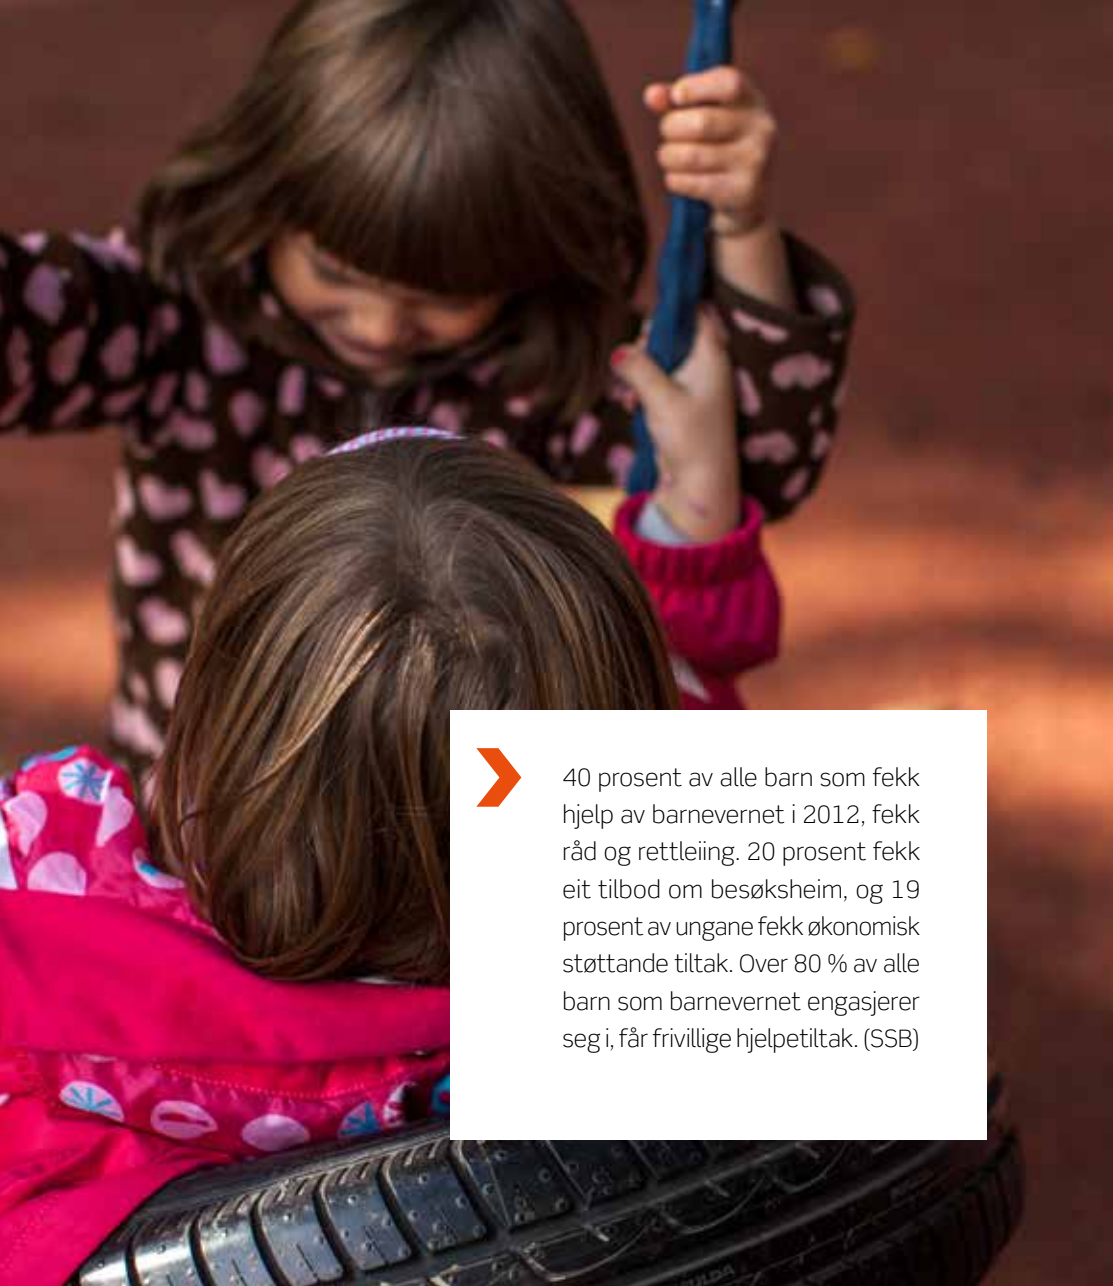 40 prosent av alle barn som fekk
hjelp av barnevernet i 2012, fekk
råd og rettleiing. 20 prosent fekk
eit tilbod om besøksheim, og 19
prosent av ungane fekk økonomisk
støttande tiltak. Over 80 % av alle
barn som barnevernet engasjerer
seg i, får frivillige hjelpetiltak. (SSB)